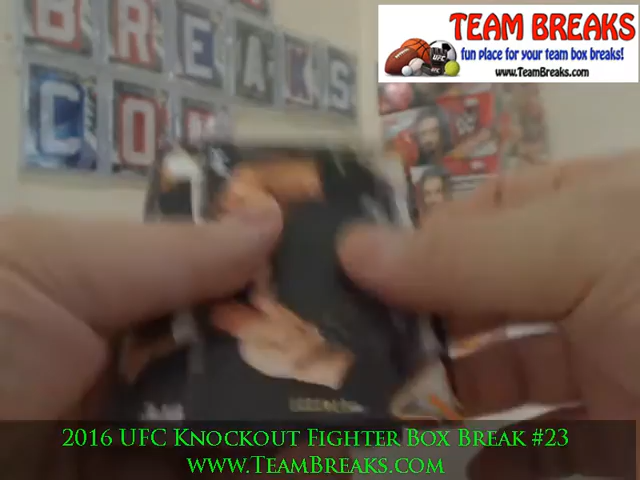 TEAM BREAKS
fun place for your team box breaks!
www.TeamBreaks.com
BREAKS
CO
2016 UFC KNOCKOUT FIGHTER BOX BREAK #23
WWW.TEAMBREAKS.COM